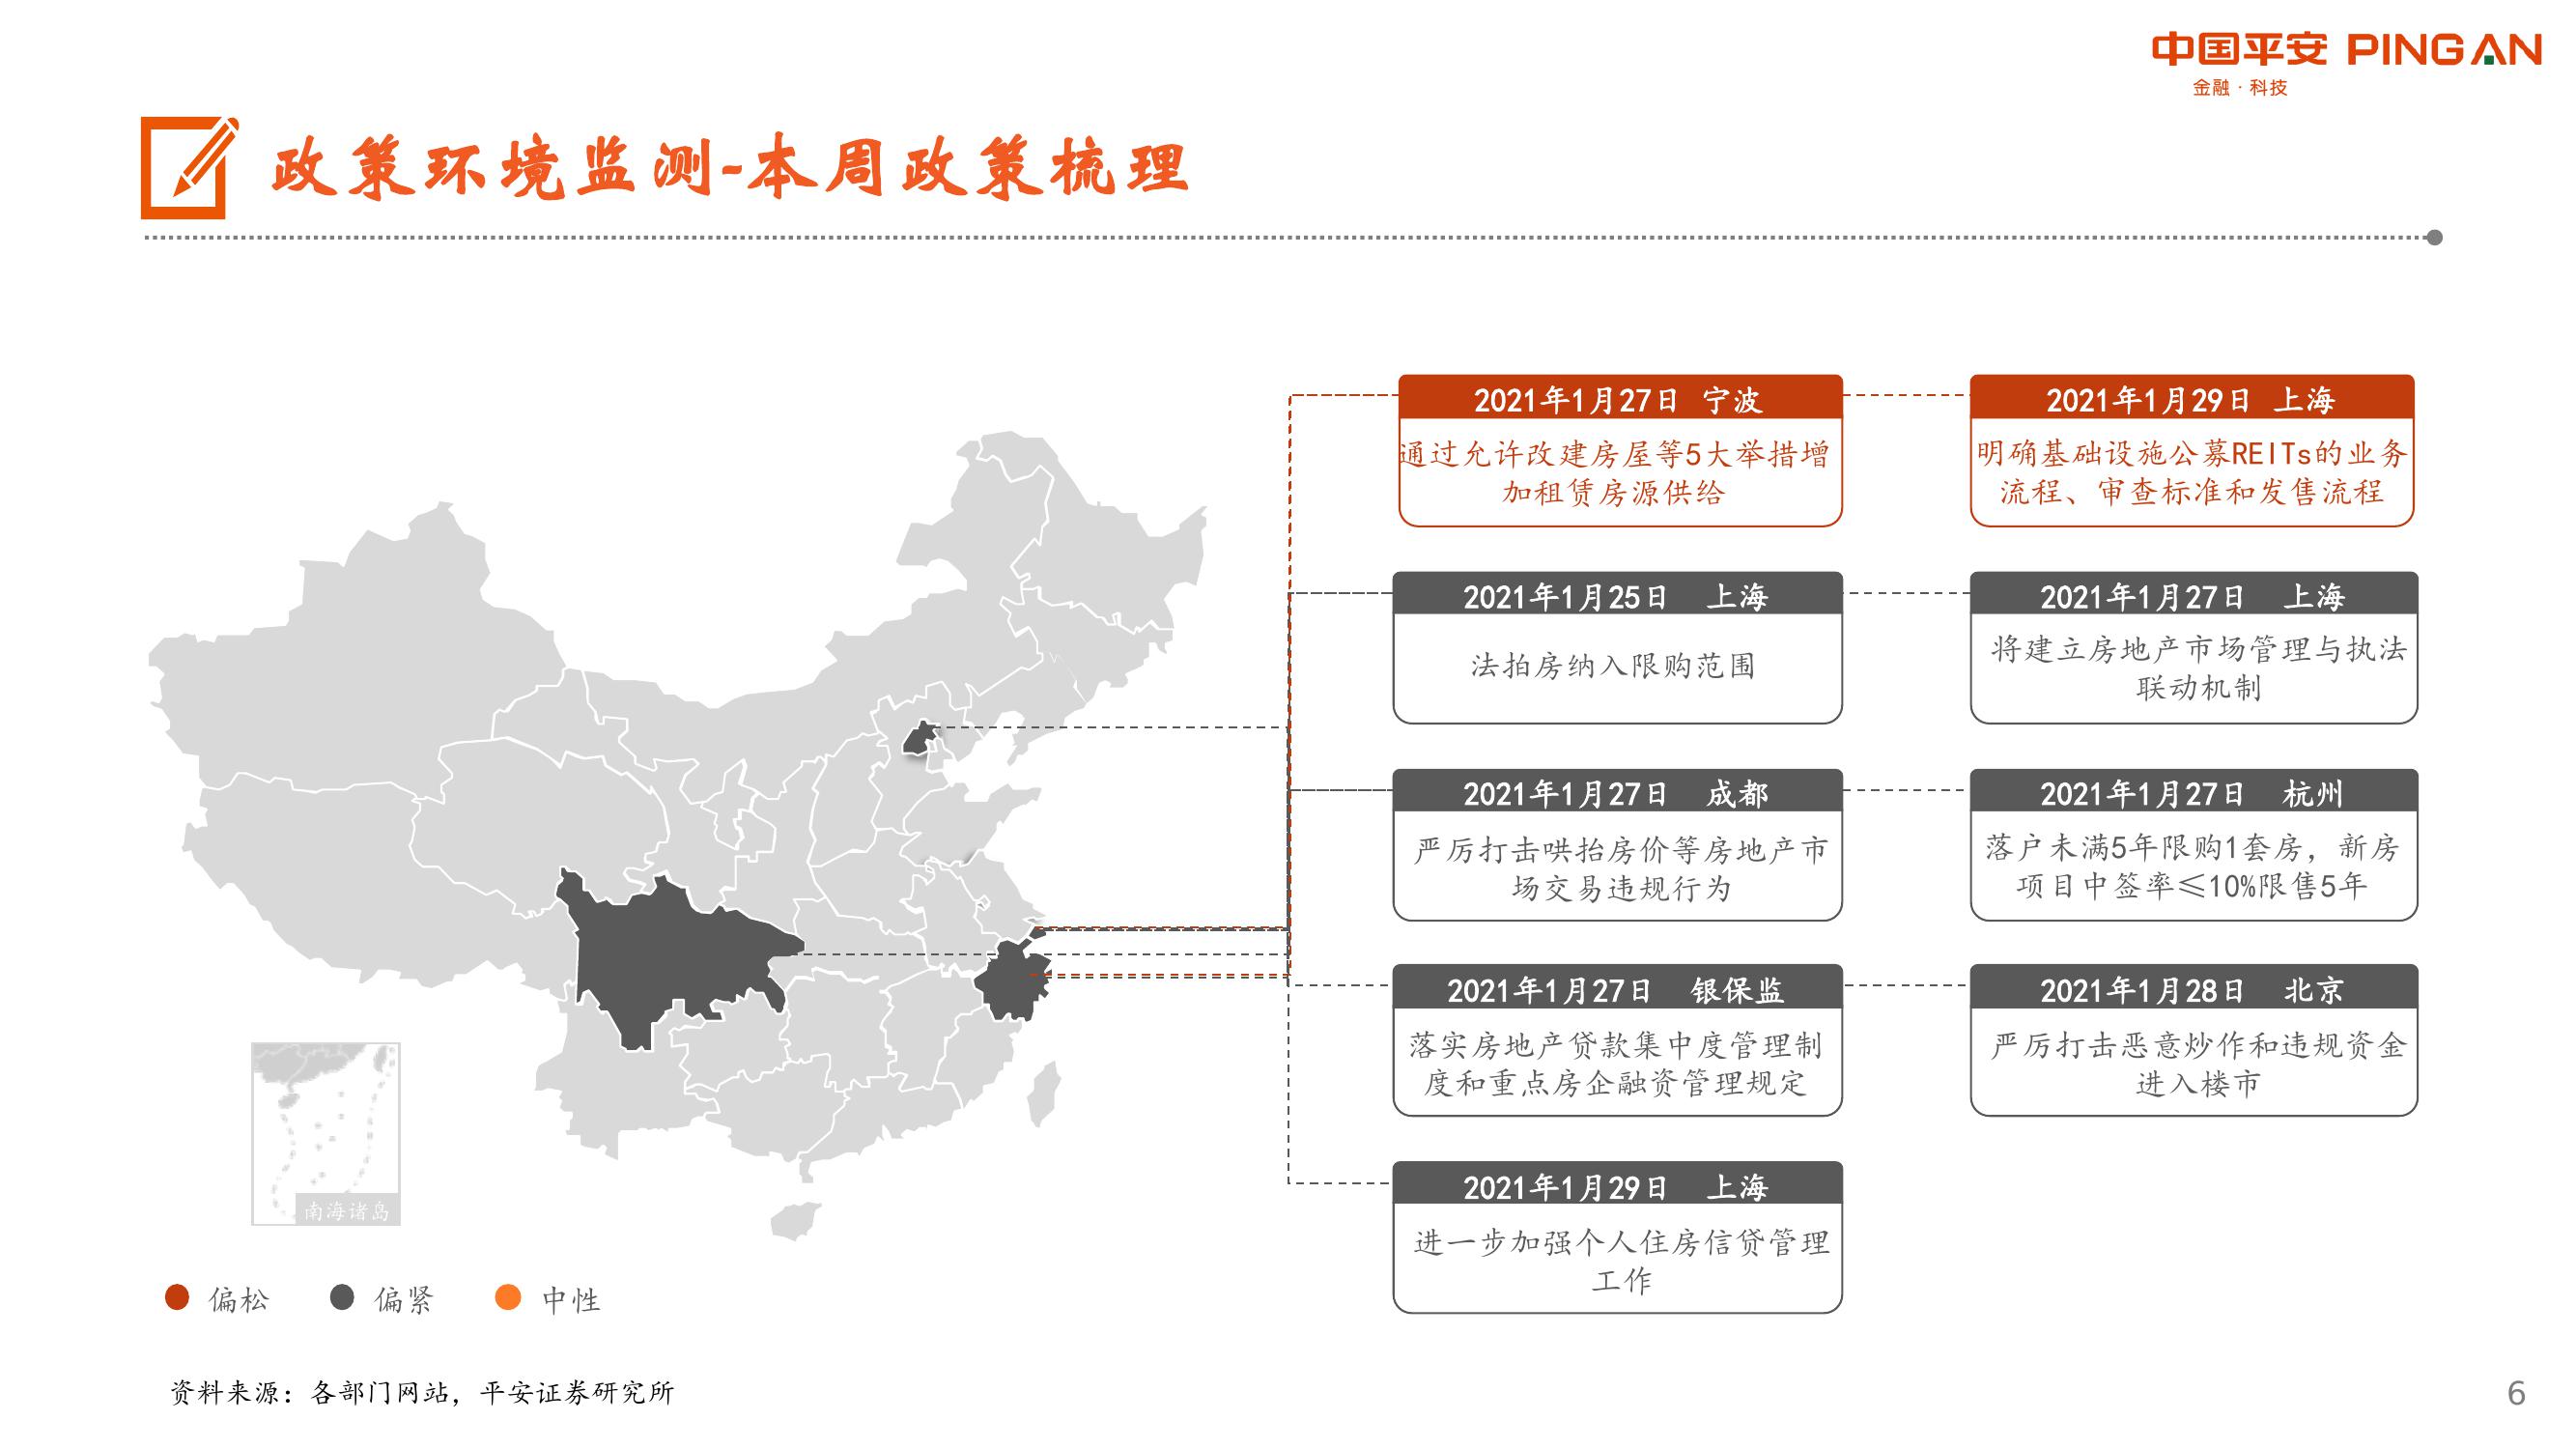 中国平安 PINGAN
金融·科技
政策环境监测-本周政策梳理
2021年1月27日 宁波
通过允许改建房屋等5大举措增
加租赁房源供给
2021年1月29日 上海
明确基础设施公募REITs的业务
流程、审查标准和发售流程
2021年1月25日 上海
法拍房纳入限购范围
2021年1月27日 上海
将建立房地产市场管理与执法
联动机制
2021年1月27日 成都
严厉打击哄抬房价等房地产市
场交易违规行为
2021年1月27日 杭州
落户未满5年限购1套房，新房
项目中签率≤10%限售5年
2021年1月27日 银保监
落实房地产贷款集中度管理制
度和重点房企融资管理规定
2021年1月28日 北京
严厉打击恶意炒作和违规资金
进入楼市
2021年1月29日 上海
进一步加强个人住房信贷管理
工作
南海诸岛
偏松 偏紧 中性
资料来源：各部门网站，平安证券研究所
6